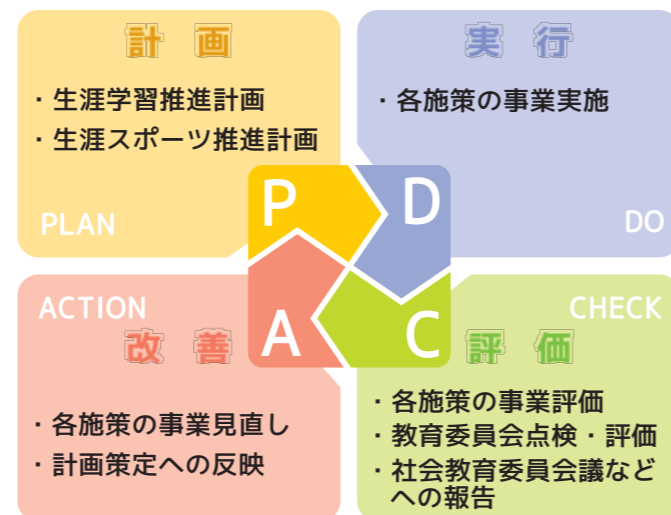 計画
・生涯学習推進計画
・生涯スポーツ推進計画
PLAN
実行
・各施策の事業実施
DO
P
D
A
C
ACTION
改善
・各施策の事業見直し
・計画策定への反映
CHECK
評価
・各施策の事業評価
・教育委員会点検・評価
・社会教育委員会議など
への報告